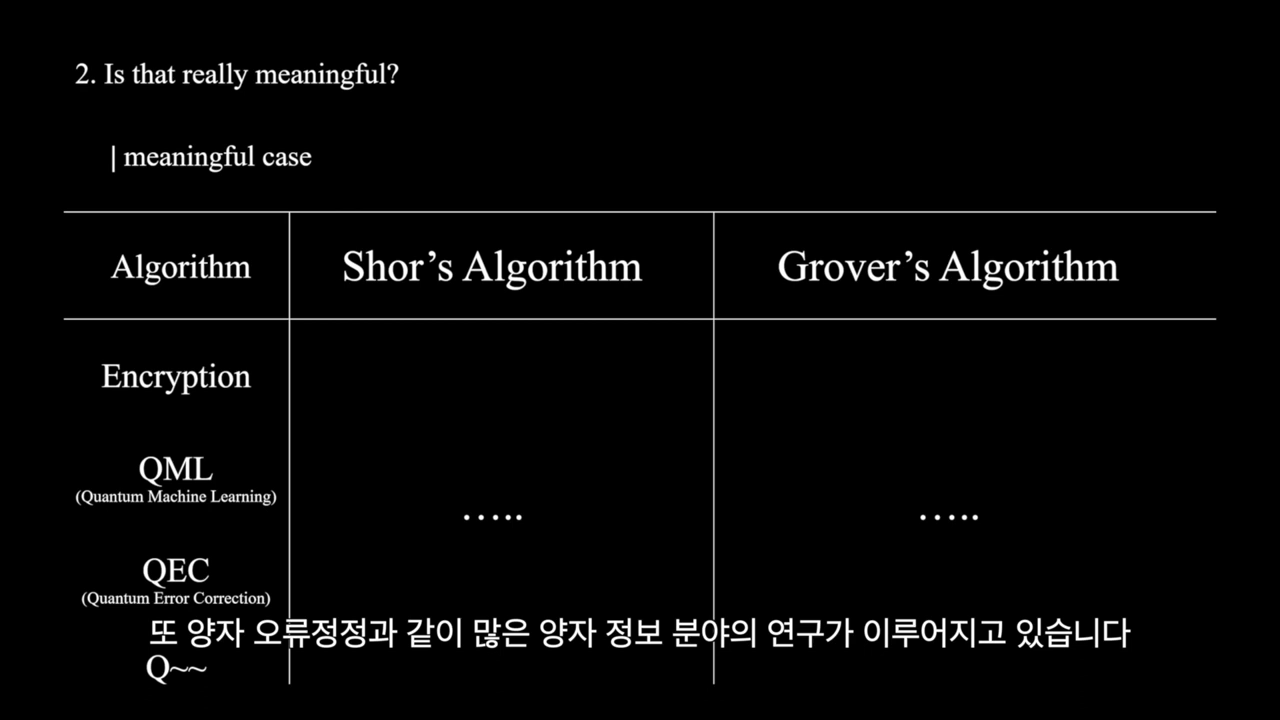 2. Is that really meaningful?
| meaningful case
Algorithm Shor’s Algorithm Grover’s Algorithm
Encryption
QML
(Quantum Machine Learning)
..... .....
QEC
(Quantum Error Correction)
또 양자 오류정정과 같이 많은 양자 정보 분야의 연구가 이루어지고 있습니다
Q~~